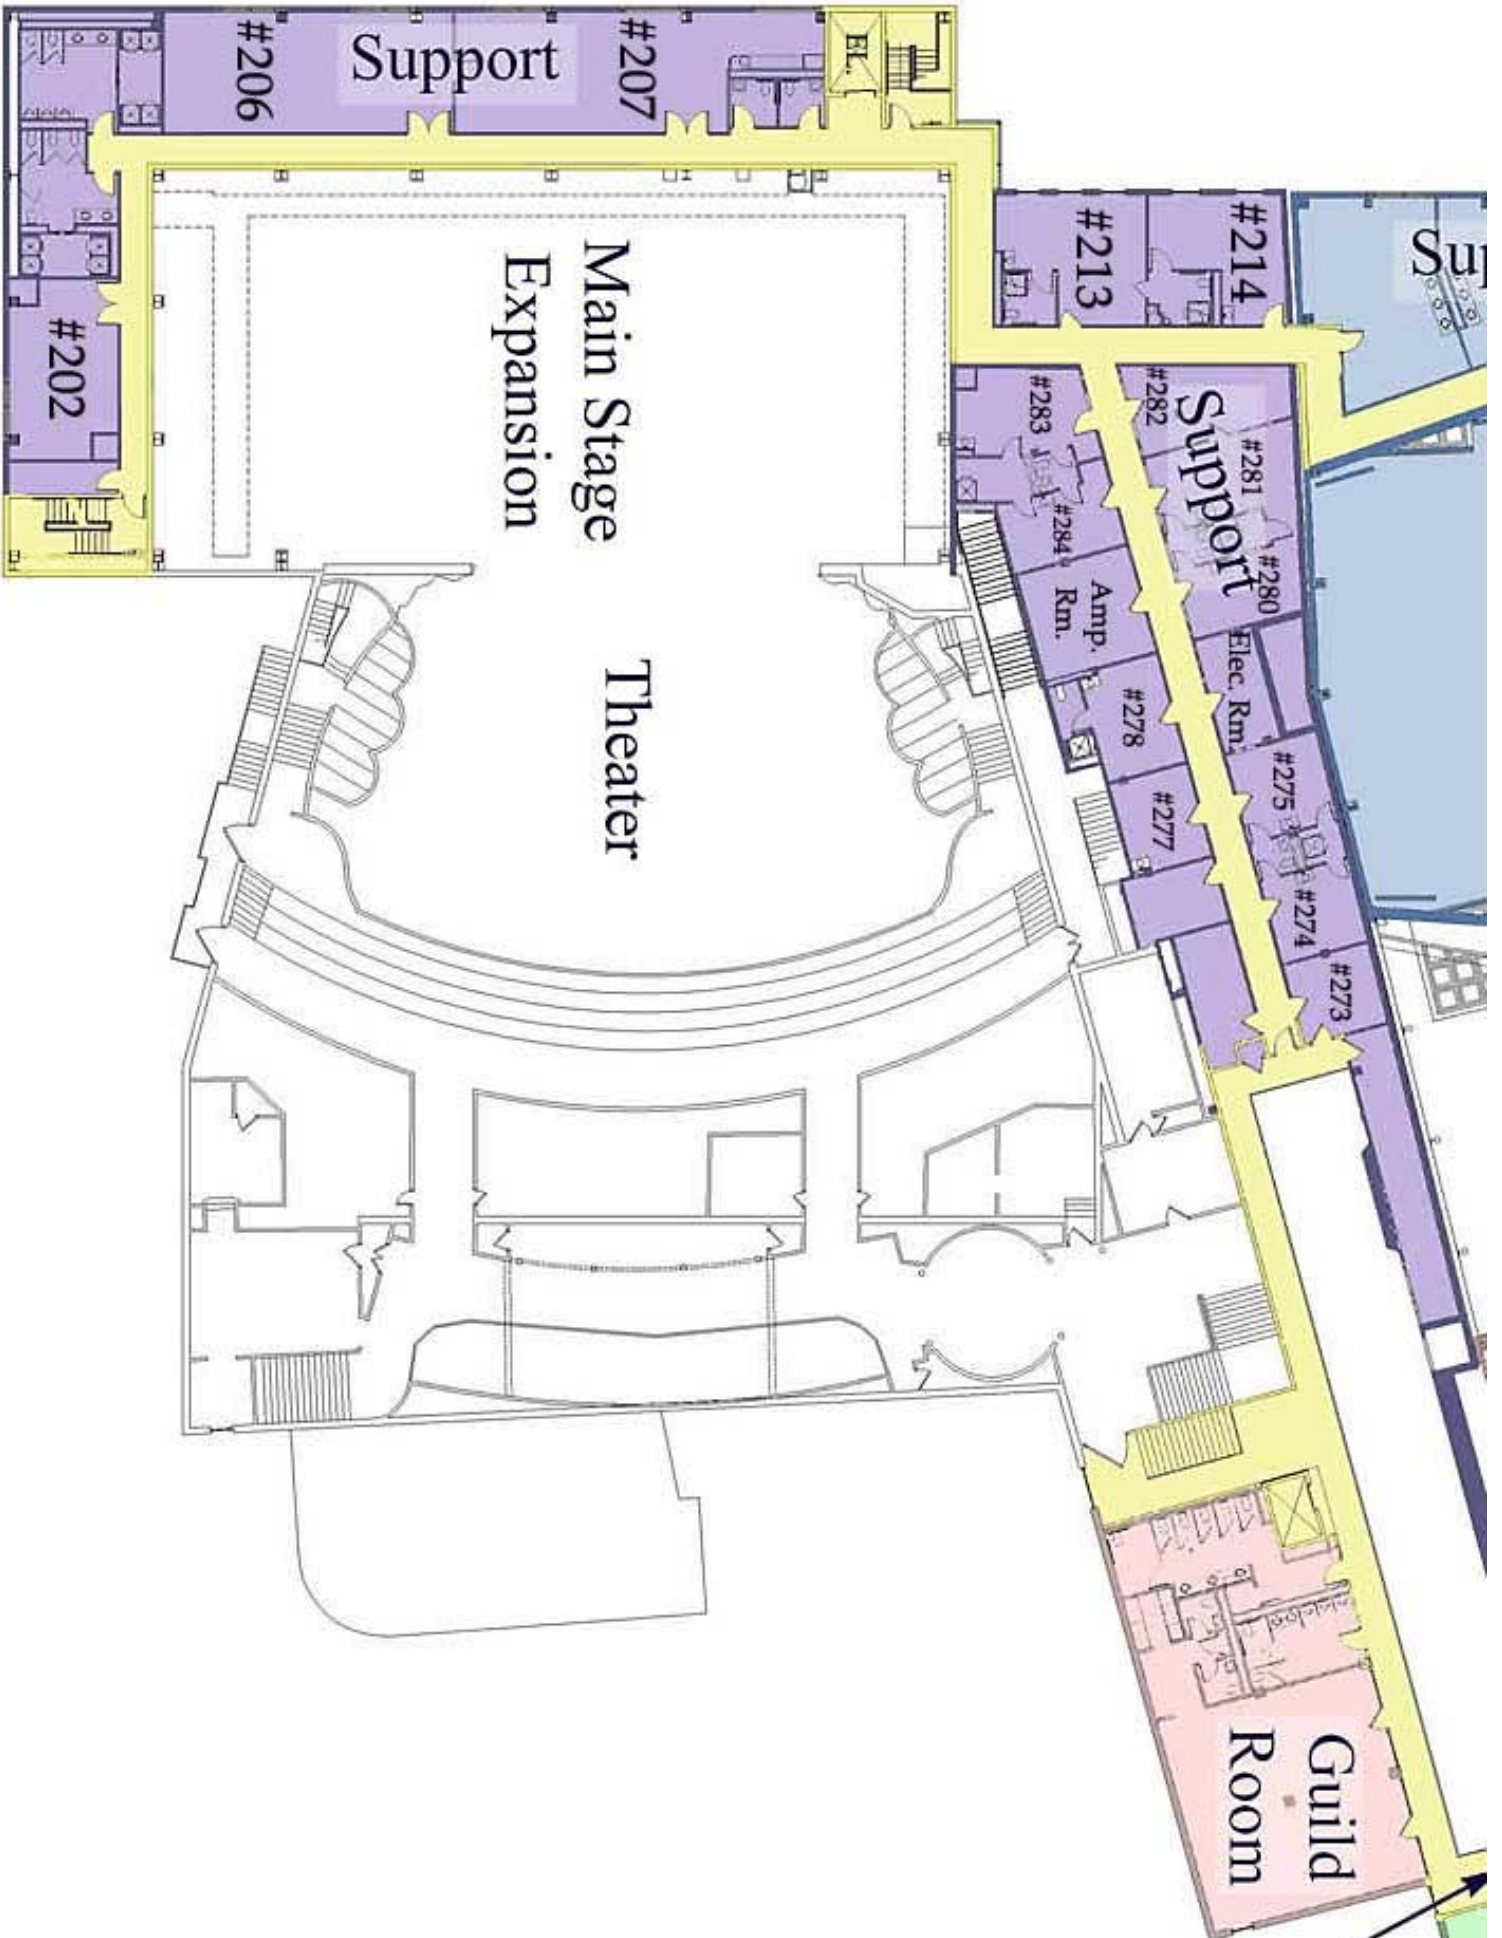 #206
Support
#207
EL.
#202
Main Stage
Expansion
#213
#214
Sup
#283
#282
Support
#281
#284
#280
Amp.
Rm.
Elec. Rm.
#278
#275
#277
#274
#273
Theater
Guild
Room